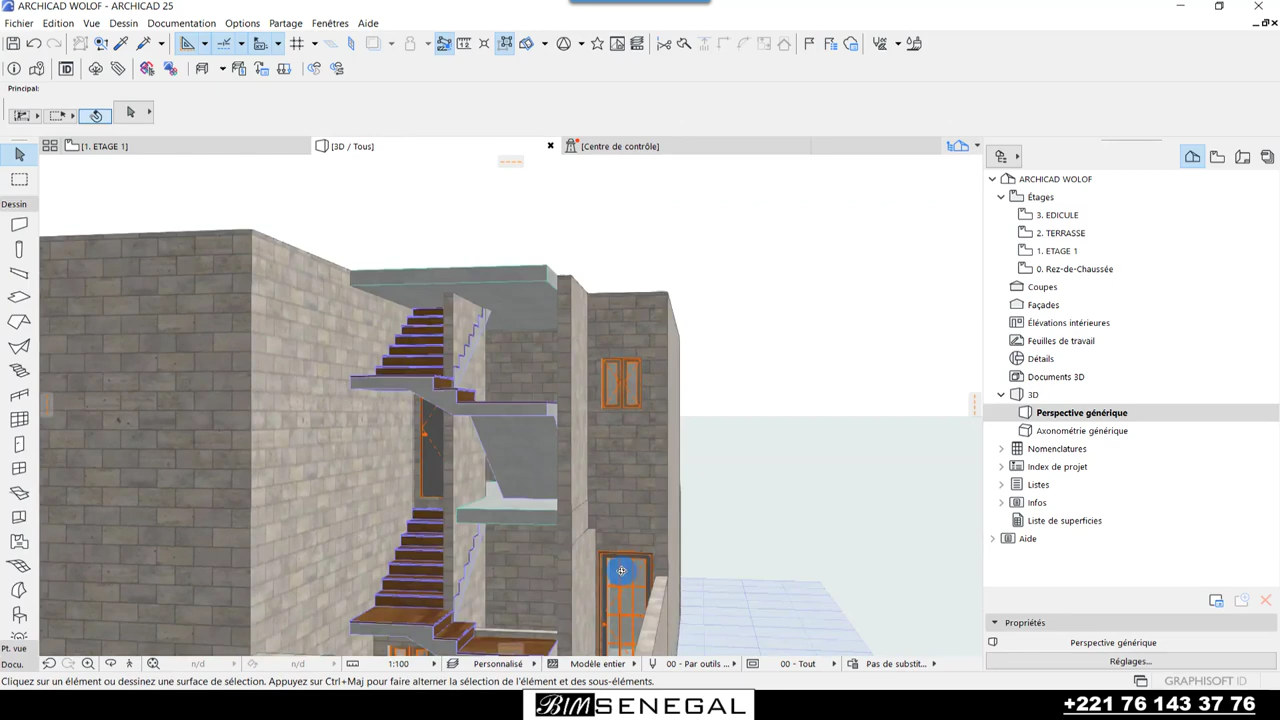 ARCHICAD WOLOF - ARCHICAD 25
Fichier Edition Vue Dessin Documentation Options Partage Fenêtres Aide
Principal:
[1. ETAGE 1]
[3D / Tous]
[Centre de contrôle]
Dessin
ARCHICAD WOLOF
Étages
3. EDICULE
2. TERRASSE
1. ETAGE 1
0. Rez-de-Chaussée
Coupes
Façades
Élévations intérieures
Feuilles de travail
Détails
Documents 3D
3D
Perspective générique
Axonométrie générique
Nomenclatures
Index de projet
Listes
Infos
Liste de superficies
Aide
Propriétés
Perspective générique
Réglages...
Pt. vue
Docu.
n/d
n/d
1:100
Personnalisé
Modèle entier
00 - Par outils ...
00 - Tout
Pas de substit...
Cliquez sur un élément ou dessinez une surface de sélection. Appuyez sur Ctrl+Maj pour faire alterner la sélection de l'élément et des sous-éléments.
GRAPHISOFT ID
BIMSENEGAL
+221 76 143 37 76